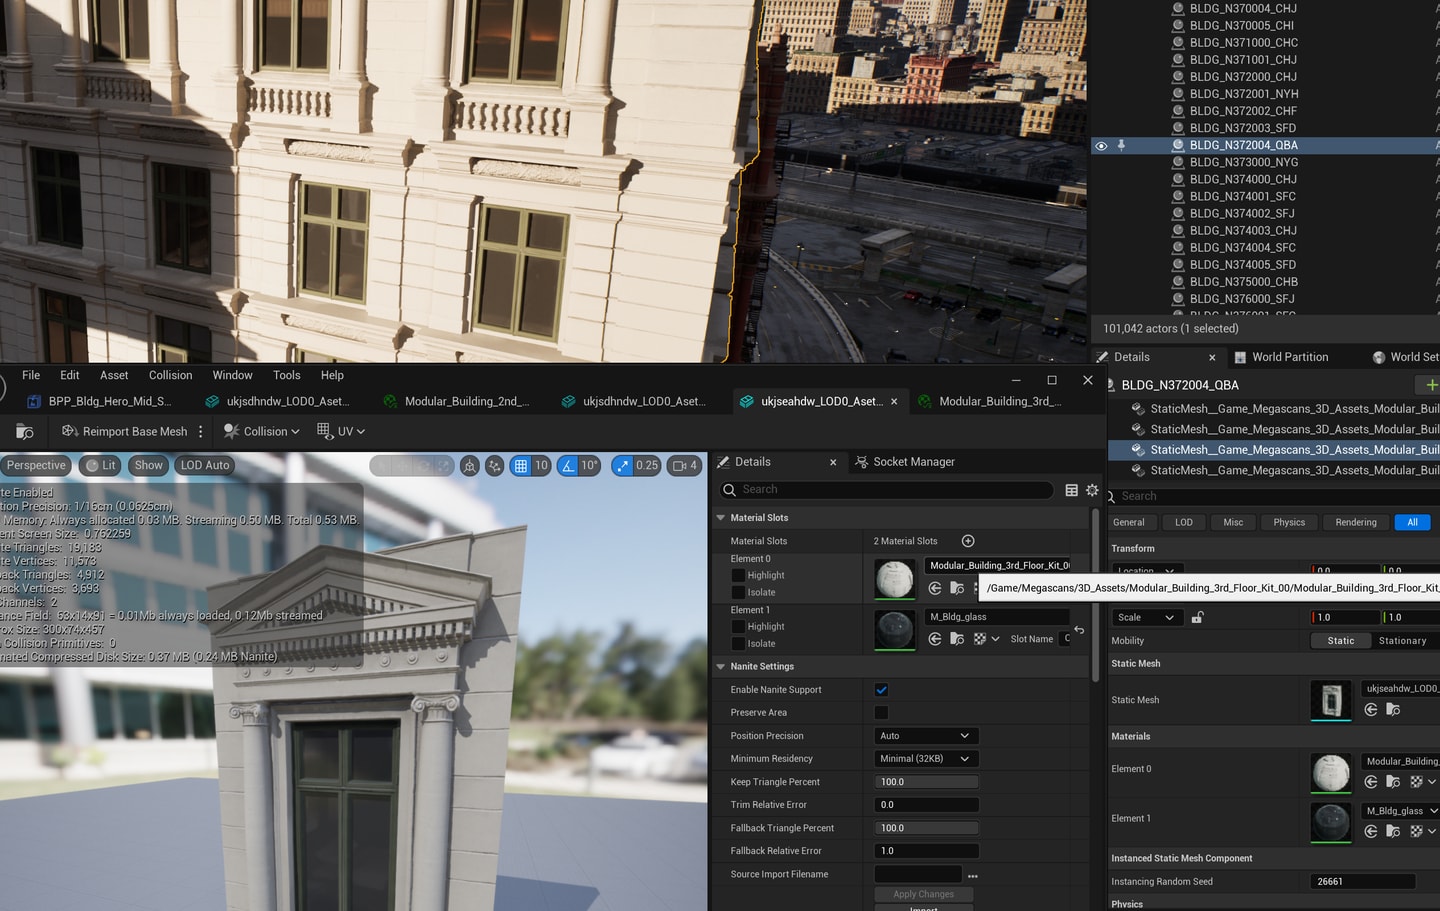 BLDG_N370004_CHJ
BLDG_N370005_CHI
BLDG_N371000_CHC
BLDG_N371001_CHJ
BLDG_N372000_CHJ
BLDG_N372001_NYH
BLDG_N372002_CHF
BLDG_N372003_SFD
BLDG_N372004_QBA
BLDG_N373000_NYG
BLDG_N374000_CHJ
BLDG_N374001_SFC
BLDG_N374002_SFJ
BLDG_N374003_CHJ
BLDG_N374004_SFC
BLDG_N374005_SFD
BLDG_N375000_CHB
BLDG_N376000_SFJ
101,042 actors (1 selected)
Details World Partition World Set
BLDG_N372004_QBA
StaticMesh__Game_Megascans_3D_Assets_Modular_Buil
StaticMesh__Game_Megascans_3D_Assets_Modular_Buil
StaticMesh__Game_Megascans_3D_Assets_Modular_Buil
StaticMesh__Game_Megascans_3D_Assets_Modular_Buil
Search
General LOD Misc Physics Rendering All
Transform
Location 0.0 0.0
/Game/Megascans/3D_Assets/Modular_Building_3rd_Floor_Kit_00/Modular_Building_3rd_Floor_Kit_
Scale 1.0 1.0
Mobility Static Stationary
Static Mesh
Static Mesh ukjseahdw_LOD0_
Materials
Element 0 Modular_Building_
Element 1 M_Bldg_glass
Instanced Static Mesh Component
Instancing Random Seed 26661
Physics
File Edit Asset Collision Window Tools Help
BPP_Bldg_Hero_Mid_S... ukjsdhndw_LOD0_Aset... Modular_Building_2nd_... ukjsdhdw_LOD0_Aset... ukjseahdw_LOD0_Aset... Modular_Building_3rd_...
Reimport Base Mesh Collision UV
Perspective Lit Show LOD Auto 10 10° 0.25 4
te Enabled
tion Precision: 1/16cm (0.0625cm)
Memory: Always allocated 0.03 MB. Streaming 0.50 MB. Total 0.53 MB.
ent Screen Size: 0.762259
te Triangles: 19,183
te Vertices: 11,573
back Triangles: 4,912
back Vertices: 3,693
Channels: 2
ance Field: 63x14x91 = 0.01Mb always loaded, 0.12Mb streamed
rox Size: 300x74x457
Collision Primitives: 0
mated Compressed Disk Size: 0.37 MB (0.24 MB Nanite)
Details Socket Manager
Search
Material Slots
Material Slots 2 Material Slots
Element 0 Modular_Building_3rd_Floor_Kit_00
Highlight
Isolate
Element 1 M_Bldg_glass
Highlight
Isolate Slot Name
Nanite Settings
Enable Nanite Support
Preserve Area
Position Precision Auto
Minimum Residency Minimal (32KB)
Keep Triangle Percent 100.0
Trim Relative Error 0.0
Fallback Triangle Percent 100.0
Fallback Relative Error 1.0
Source Import Filename ...
Apply Changes
Import